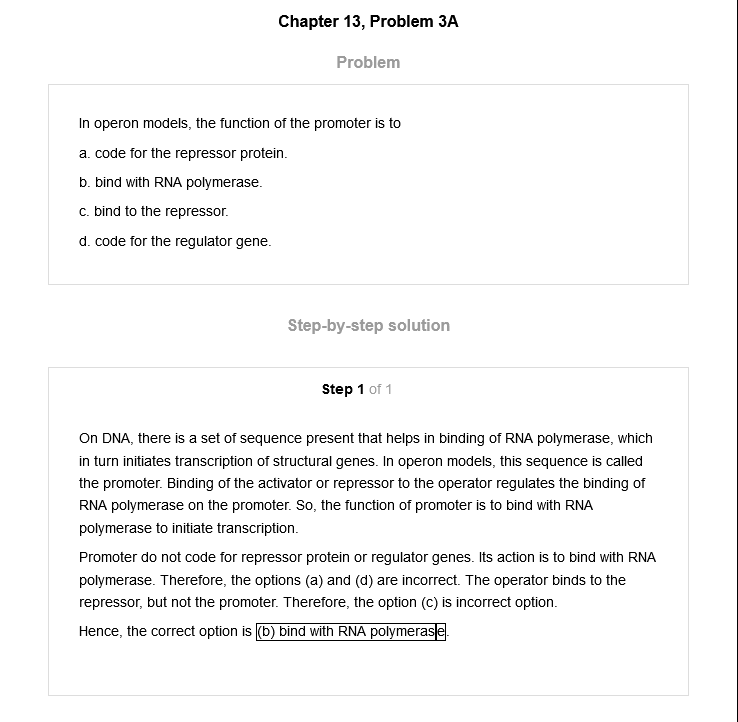 Chapter 13, Problem 3A
Problem
In operon models, the function of the promoter is to
a. code for the repressor protein.
b. bind with RNA polymerase.
c. bind to the repressor.
d. code for the regulator gene.
Step-by-step solution
Step 1 of 1
On DNA, there is a set of sequence present that helps in binding of RNA polymerase, which
in turn initiates transcription of structural genes. In operon models, this sequence is called
the promoter. Binding of the activator or repressor to the operator regulates the binding of
RNA polymerase on the promoter. So, the function of promoter is to bind with RNA
polymerase to initiate transcription.
Promoter do not code for repressor protein or regulator genes. Its action is to bind with RNA
polymerase. Therefore, the options (a) and (d) are incorrect. The operator binds to the
repressor, but not the promoter. Therefore, the option (c) is incorrect option.
Hence, the correct option is (b) bind with RNA polymerase.